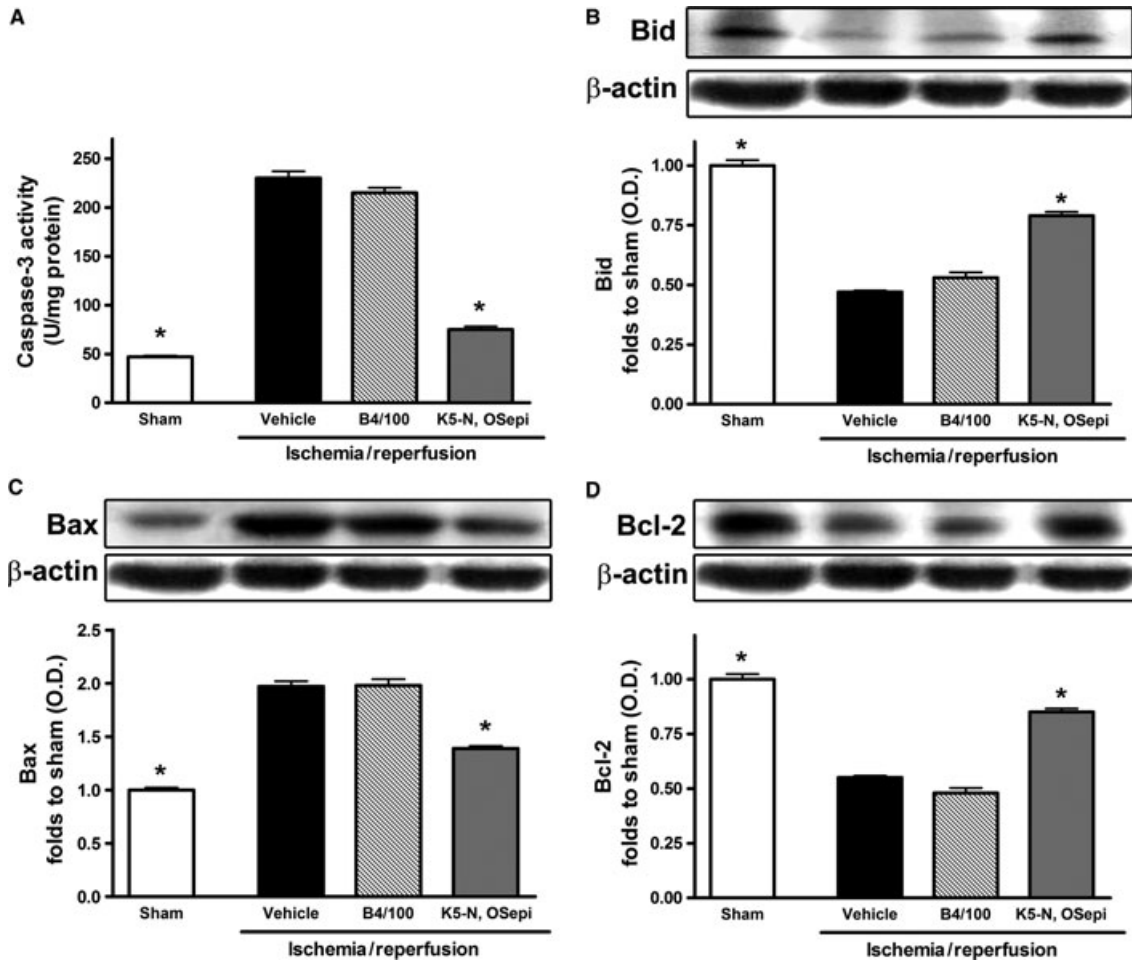 A
Caspase-3 activity
(U/mg protein)
250
200
150
100
50
0
*
*
Sham
Vehicle
B4/100
K5-N, OSepi
Ischemia/reperfusion
B
Bid
β-actin
Bid
folds to sham (O.D.)
1.00
0.75
0.50
0.25
0.00
*
*
Sham
Vehicle
B4/100
K5-N, OSepi
Ischemia/reperfusion
C
Bax
β-actin
Bax
folds to sham (O.D.)
2.5
2.0
1.5
1.0
0.5
0.0
*
*
Sham
Vehicle
B4/100
K5-N, OSepi
Ischemia/reperfusion
D
Bcl-2
β-actin
Bcl-2
folds to sham (O.D.)
1.00
0.75
0.50
0.25
0.00
*
*
Sham
Vehicle
B4/100
K5-N, OSepi
Ischemia/reperfusion